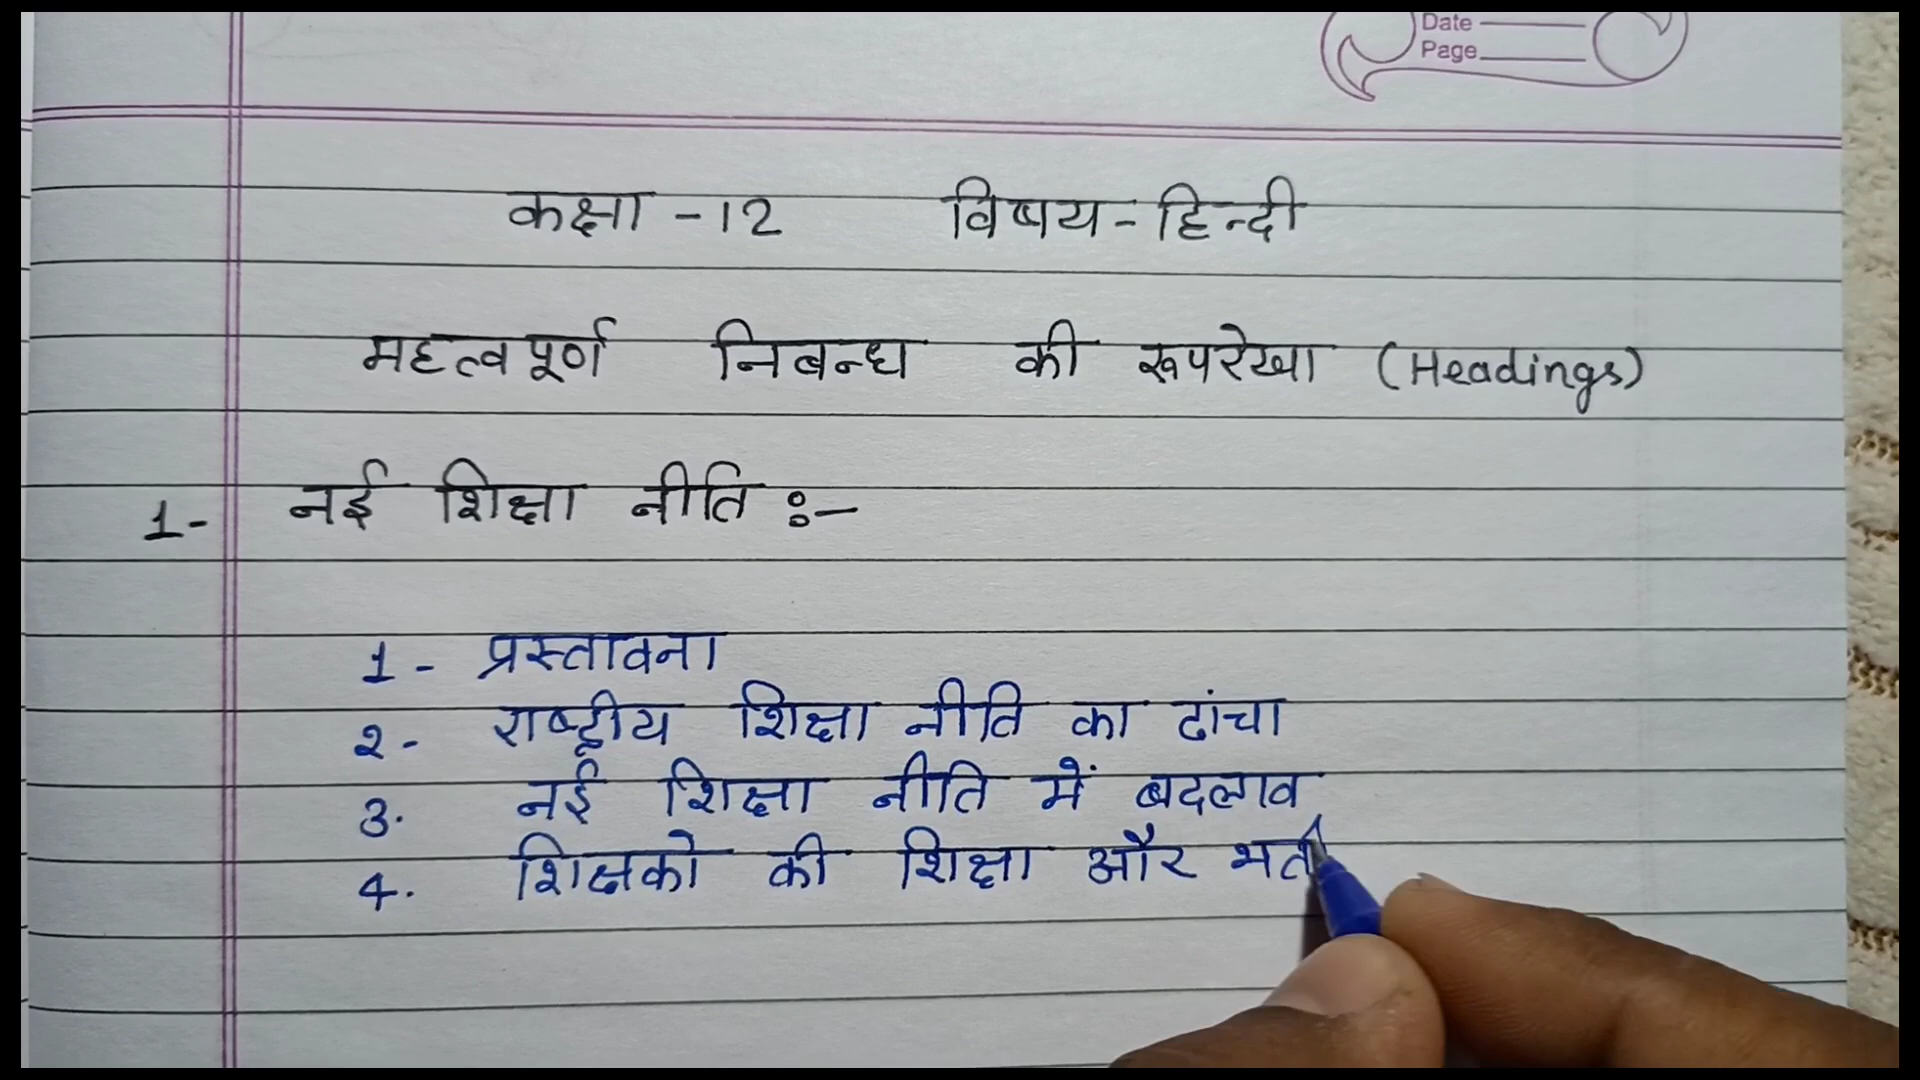 Date
Page
कक्षा - 12 विषय - हिन्दी
महत्वपूर्ण निबन्ध की रूपरेखा (Headings)
1- नई शिक्षा नीति :-
1 - प्रस्तावना
2 - राष्ट्रीय शिक्षा नीति का ढांचा
3. नई शिक्षा नीति में बदलाव
4. शिक्षको की शिक्षा और